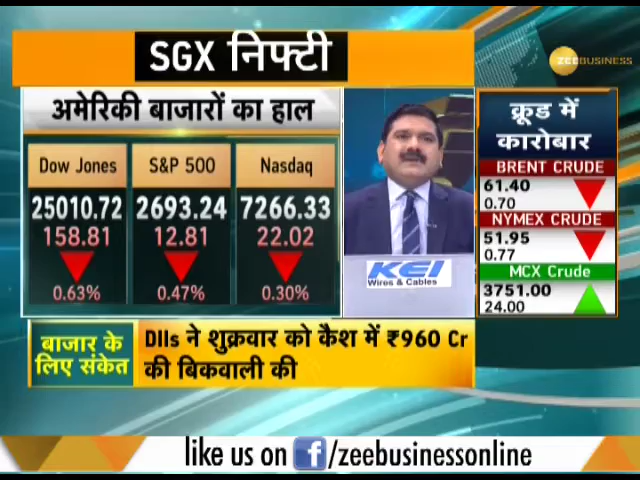 SGX निफ्टी
ZEE BUSINESS
अमेरिकी बाजारों का हाल
Dow Jones S&P 500 Nasdaq
25010.72 2693.24 7266.33
158.81 12.81 22.02
0.63% 0.47% 0.30%
क्रूड में
कारोबार
BRENT CRUDE
61.40
0.70
NYMEX CRUDE
51.95
0.77
MCX Crude
3751.00
24.00
KEI
Wires & Cables
बाजार के
लिए संकेत
DIIs ने शुक्रवार को कैश में ₹960 Cr
की बिकवाली की
like us on f/zeebusinessonline